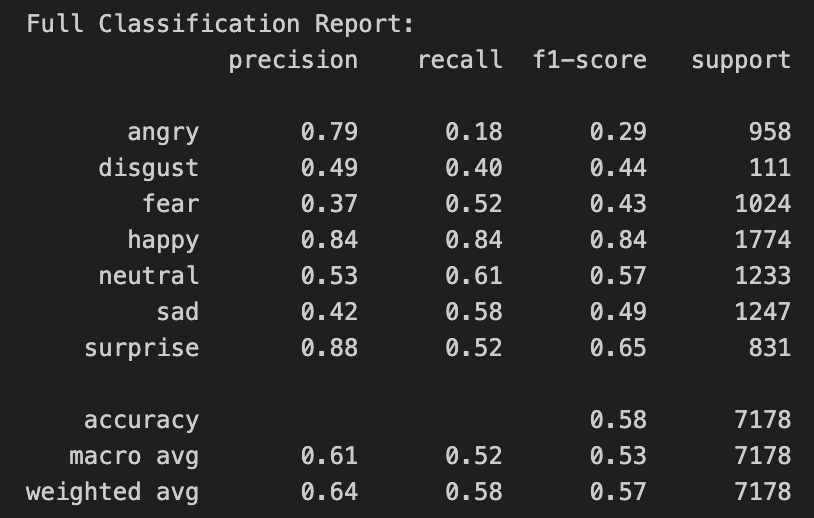 Full Classification Report:
precision recall f1-score support
angry 0.79 0.18 0.29 958
disgust 0.49 0.40 0.44 111
fear 0.37 0.52 0.43 1024
happy 0.84 0.84 0.84 1774
neutral 0.53 0.61 0.57 1233
sad 0.42 0.58 0.49 1247
surprise 0.88 0.52 0.65 831
accuracy 0.58 7178
macro avg 0.61 0.52 0.53 7178
weighted avg 0.64 0.58 0.57 7178